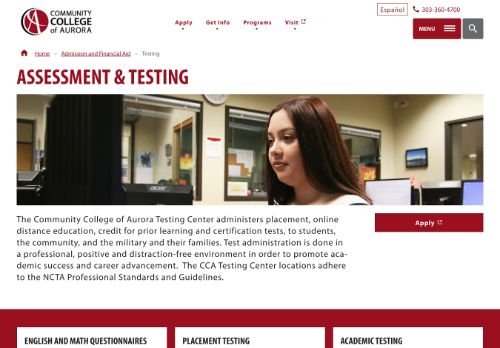 COMMUNITY
COLLEGE
of AURORA
Apply
Get Info
Programs
Visit
Español
303-360-4700
MENU
Home – Admission and Financial Aid – Testing
ASSESSMENT & TESTING
acer
The Community College of Aurora Testing Center administers placement, online
distance education, credit for prior learning and certification tests, to students,
the community, and the military and their families. Test administration is done in
a professional, positive and distraction-free environment in order to promote aca-
demic success and career advancement. The CCA Testing Center locations adhere
to the NCTA Professional Standards and Guidelines.
Apply
ENGLISH AND MATH QUESTIONNAIRES
PLACEMENT TESTING
ACADEMIC TESTING